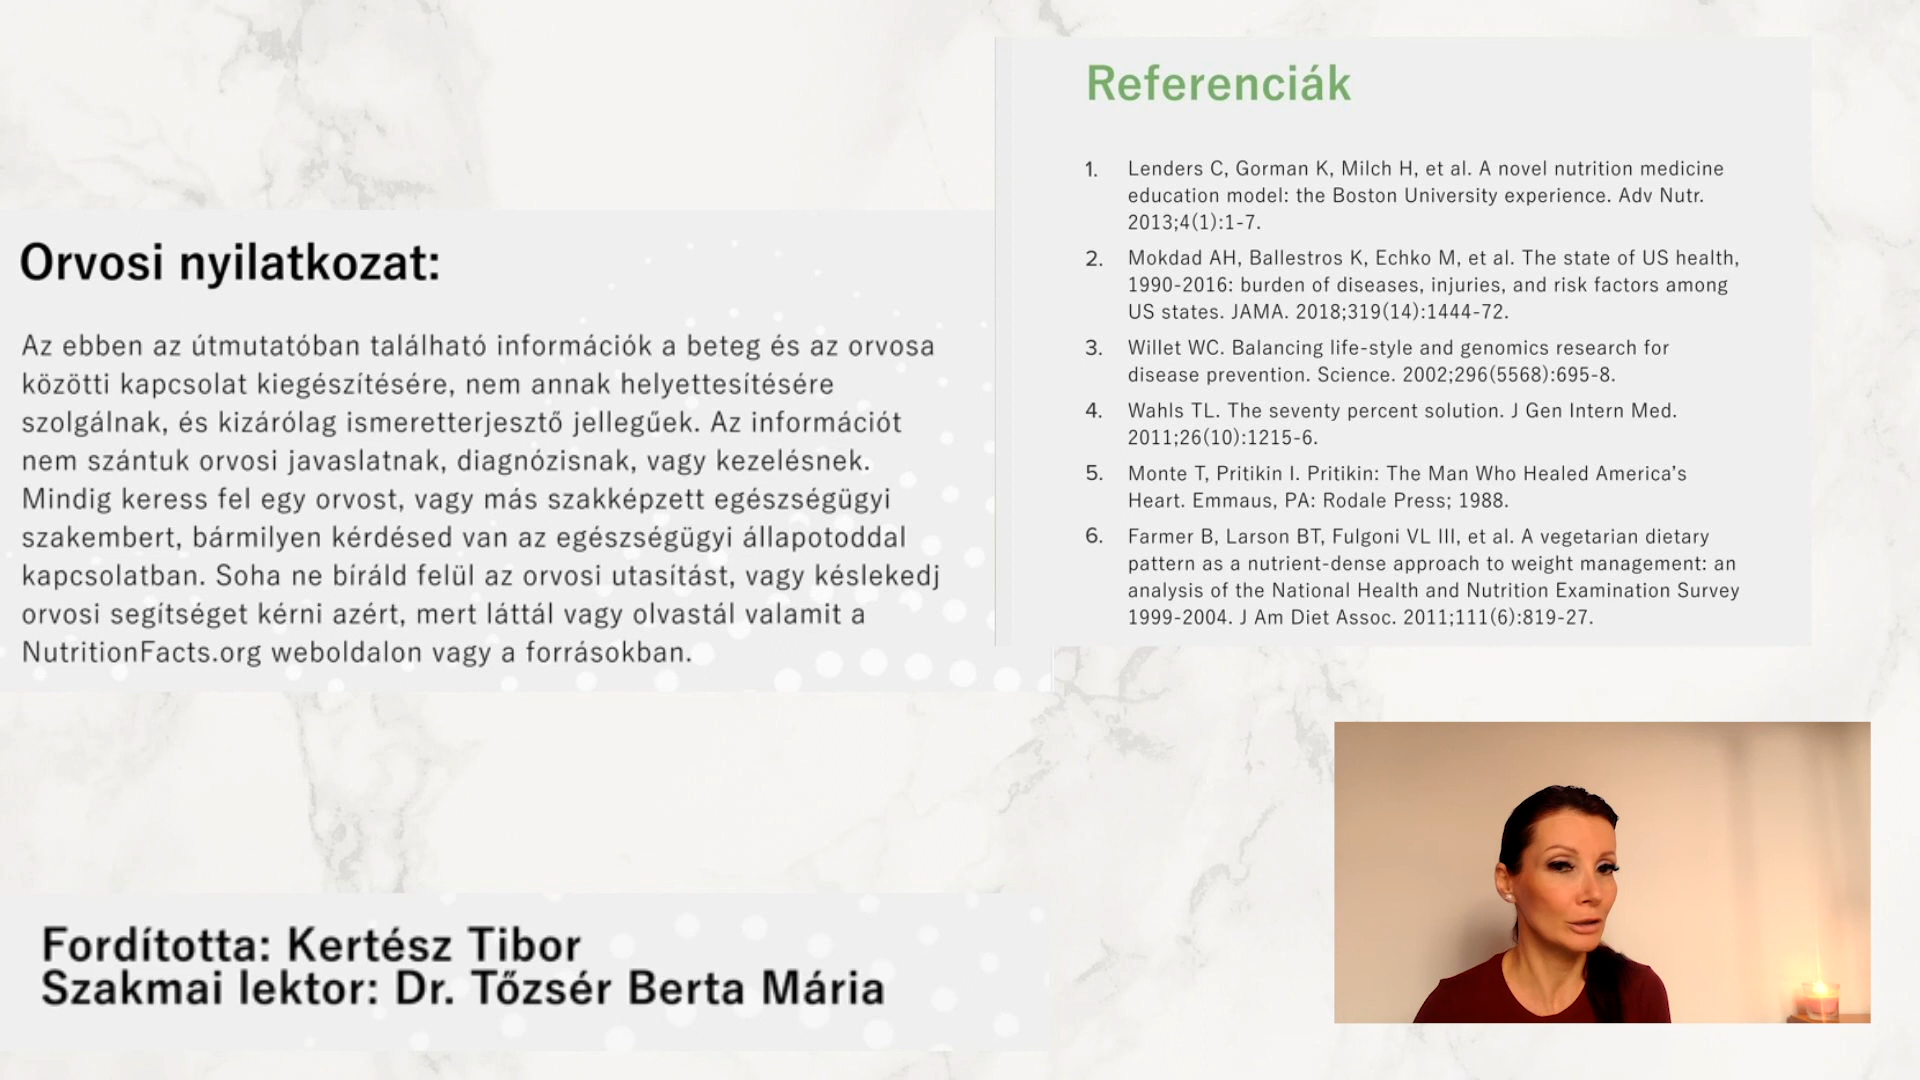 Orvosi nyilatkozat:
Az ebben az útmutatóban található információk a beteg és az orvosa
közötti kapcsolat kiegészítésére, nem annak helyettesítésére
szolgálnak, és kizárólag ismeretterjesztő jellegűek. Az információt
nem szántuk orvosi javaslatnak, diagnózisnak, vagy kezelésnek.
Mindig keress fel egy orvost, vagy más szakképzett egészségügyi
szakembert, bármilyen kérdésed van az egészségügyi állapotoddal
kapcsolatban. Soha ne bíráld felül az orvosi utasítást, vagy késlekedj
orvosi segítséget kérni azért, mert láttál vagy olvastál valamit a
NutritionFacts.org weboldalon vagy a forrásokban.
Fordította: Kertész Tibor
Szakmai lektor: Dr. Tőzsér Berta Mária
Referenciák
1. Lenders C, Gorman K, Milch H, et al. A novel nutrition medicine
education model: the Boston University experience. Adv Nutr.
2013;4(1):1-7.
2. Mokdad AH, Ballestros K, Echko M, et al. The state of US health,
1990-2016: burden of diseases, injuries, and risk factors among
US states. JAMA. 2018;319(14):1444-72.
3. Willet WC. Balancing life-style and genomics research for
disease prevention. Science. 2002;296(5568):695-8.
4. Wahls TL. The seventy percent solution. J Gen Intern Med.
2011;26(10):1215-6.
5. Monte T, Pritikin I. Pritikin: The Man Who Healed America’s
Heart. Emmaus, PA: Rodale Press; 1988.
6. Farmer B, Larson BT, Fulgoni VL III, et al. A vegetarian dietary
pattern as a nutrient-dense approach to weight management: an
analysis of the National Health and Nutrition Examination Survey
1999-2004. J Am Diet Assoc. 2011;111(6):819-27.